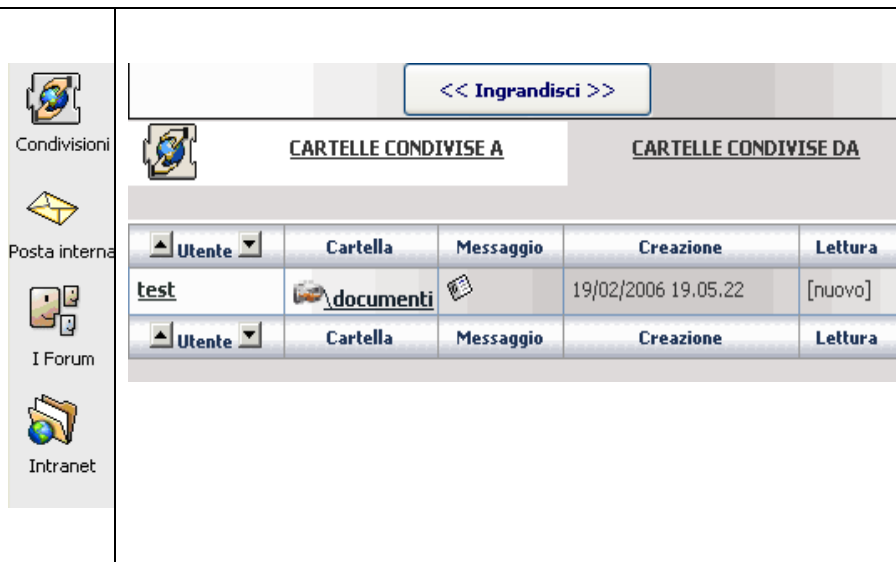 Condivisioni
Posta interna
I Forum
Intranet
<< Ingrandisci >>
CARTELLE CONDIVISE A CARTELLE CONDIVISE DA
Utente Cartella Messaggio Creazione Lettura
test \documenti 19/02/2006 19.05.22 [nuovo]
Utente Cartella Messaggio Creazione Lettura